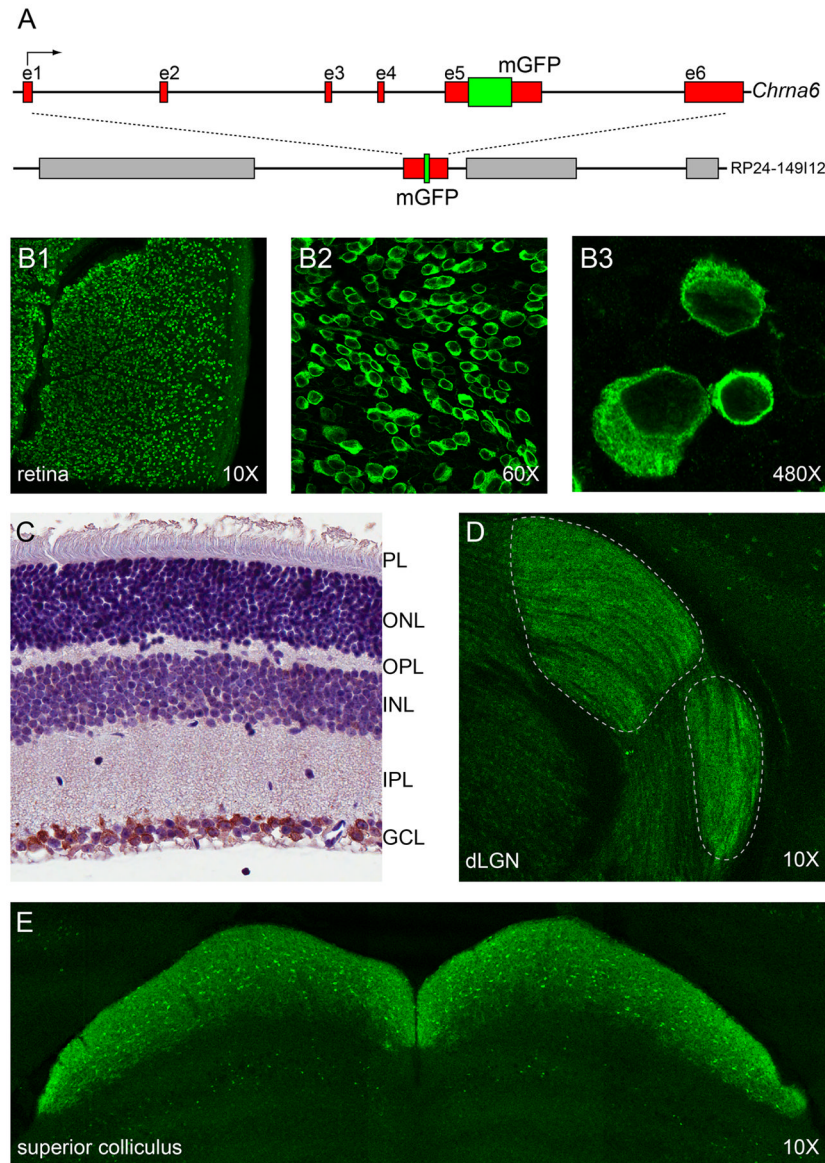 A
e1
e2
e3
e4
e5
mGFP
e6
Chrna6
mGFP
RP24-149I12
B1
retina
10X
B2
60X
B3
480X
C
PL
ONL
OPL
INL
IPL
GCL
D
dLGN
10X
E
superior colliculus
10X